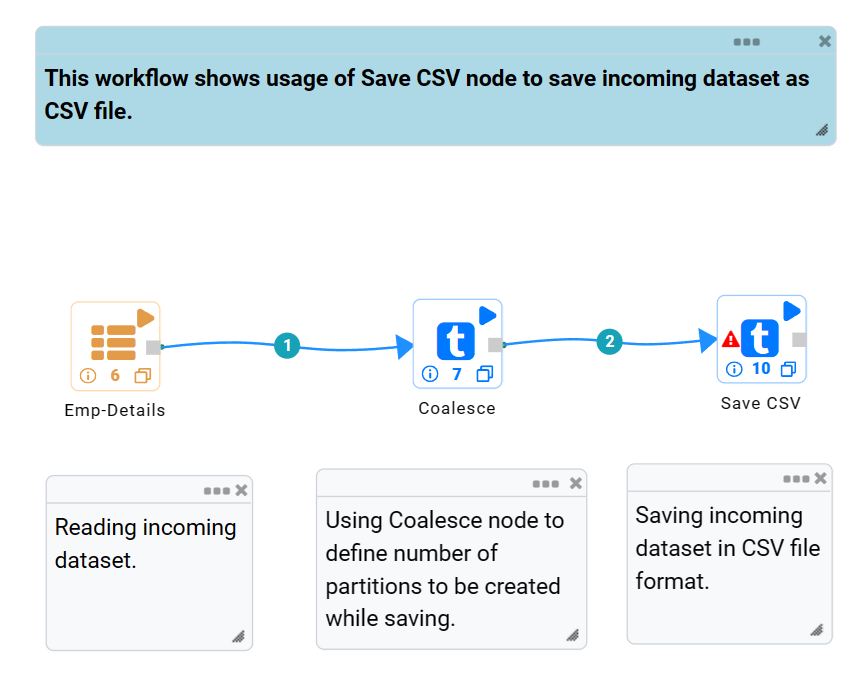 This workflow shows usage of Save CSV node to save incoming dataset as
CSV file.
1
2
t
t
6
7
10
Emp-Details
Coalesce
Save CSV
Reading incoming
dataset.
Using Coalesce node to
define number of
partitions to be created
while saving.
Saving incoming
dataset in CSV file
format.